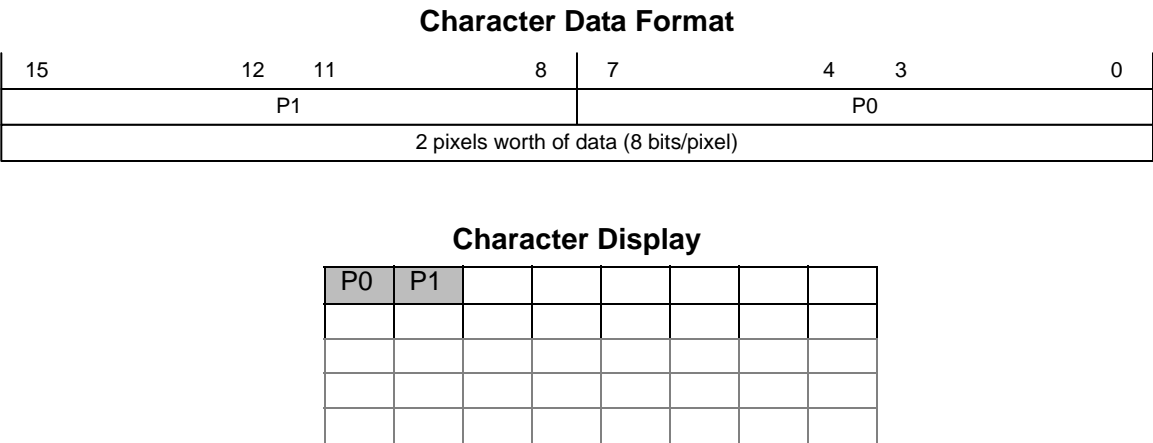 Character Data Format
15 12 11 8 7 4 3 0
P1 P0
2 pixels worth of data (8 bits/pixel)
Character Display
P0 P1